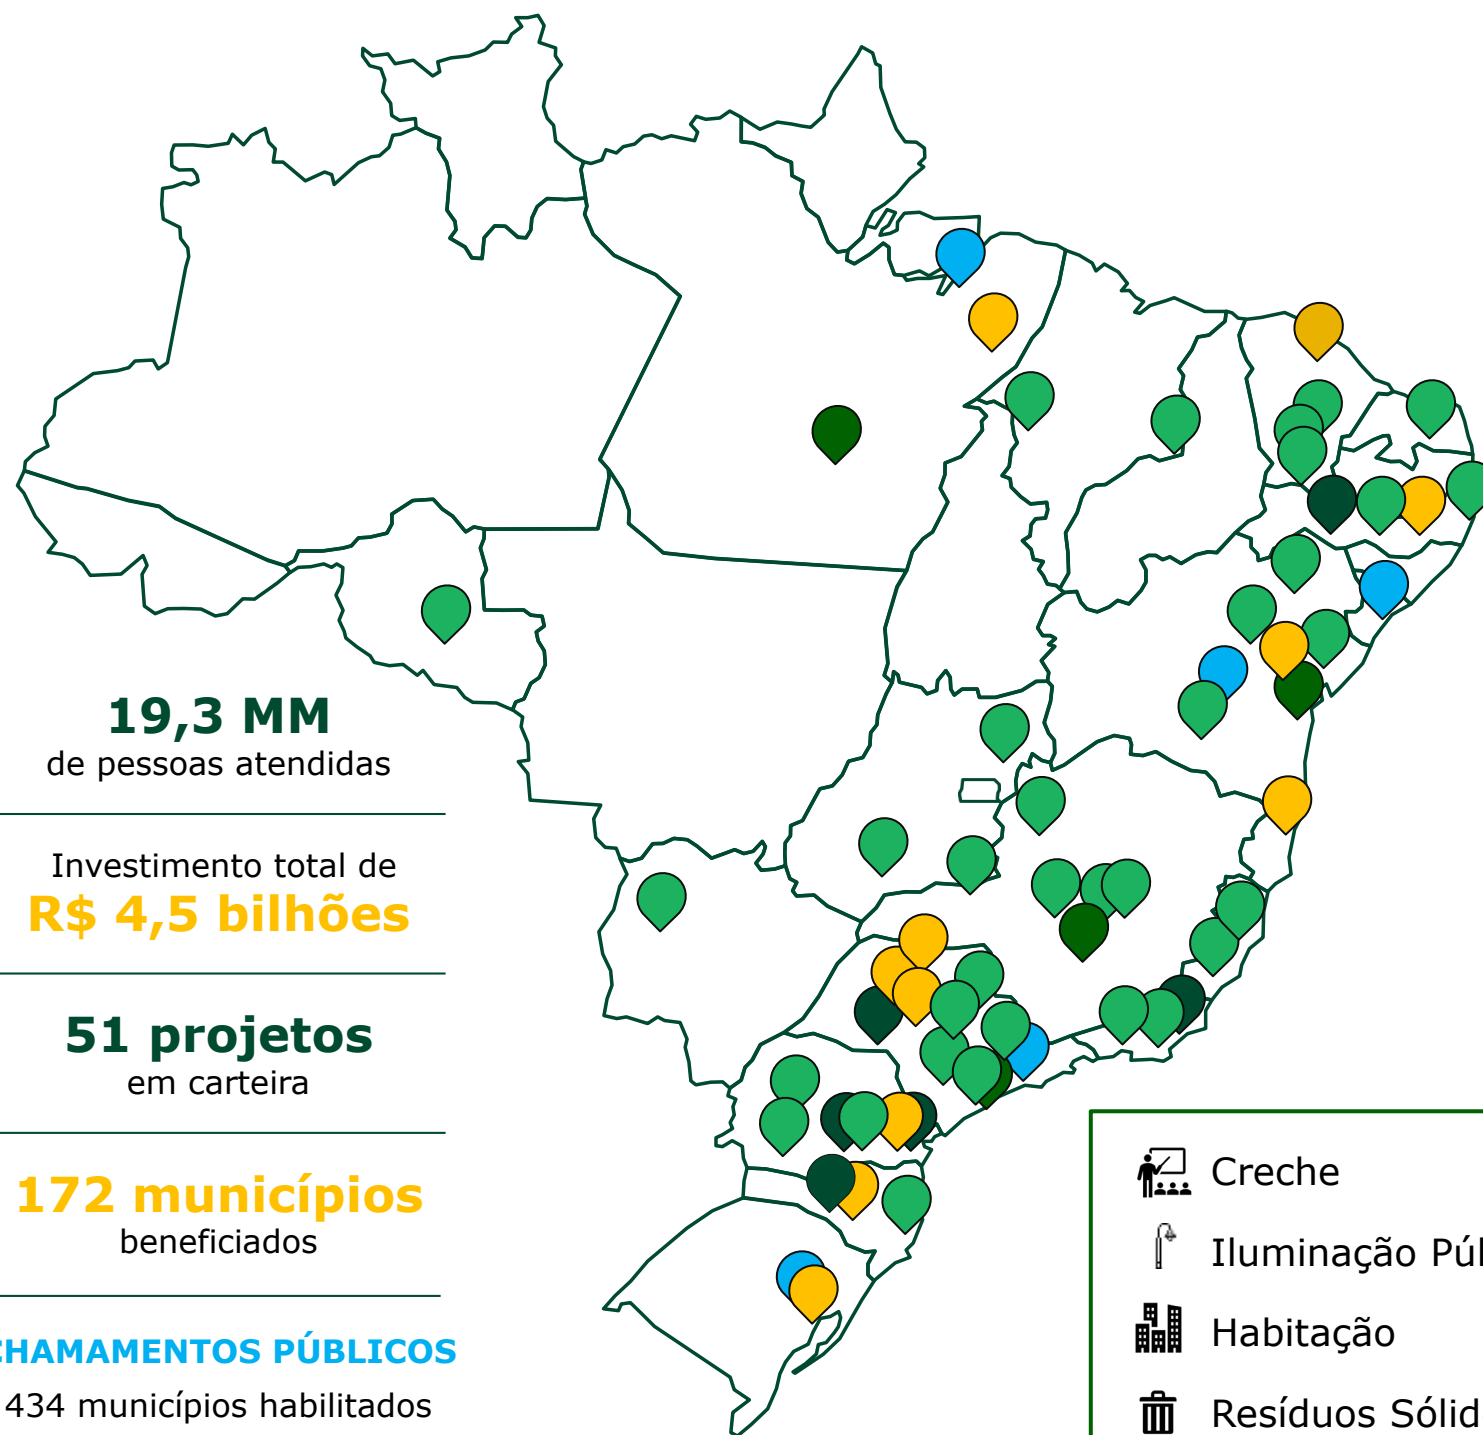 19,3 MM
de pessoas atendidas
Investimento total de
R$ 4,5 bilhões
51 projetos
em carteira
172 municípios
beneficiados
CHAMAMENTOS PÚBLICOS
434 municípios habilitados
Creche
Iluminação Púb
Habitação
Resíduos Sólid